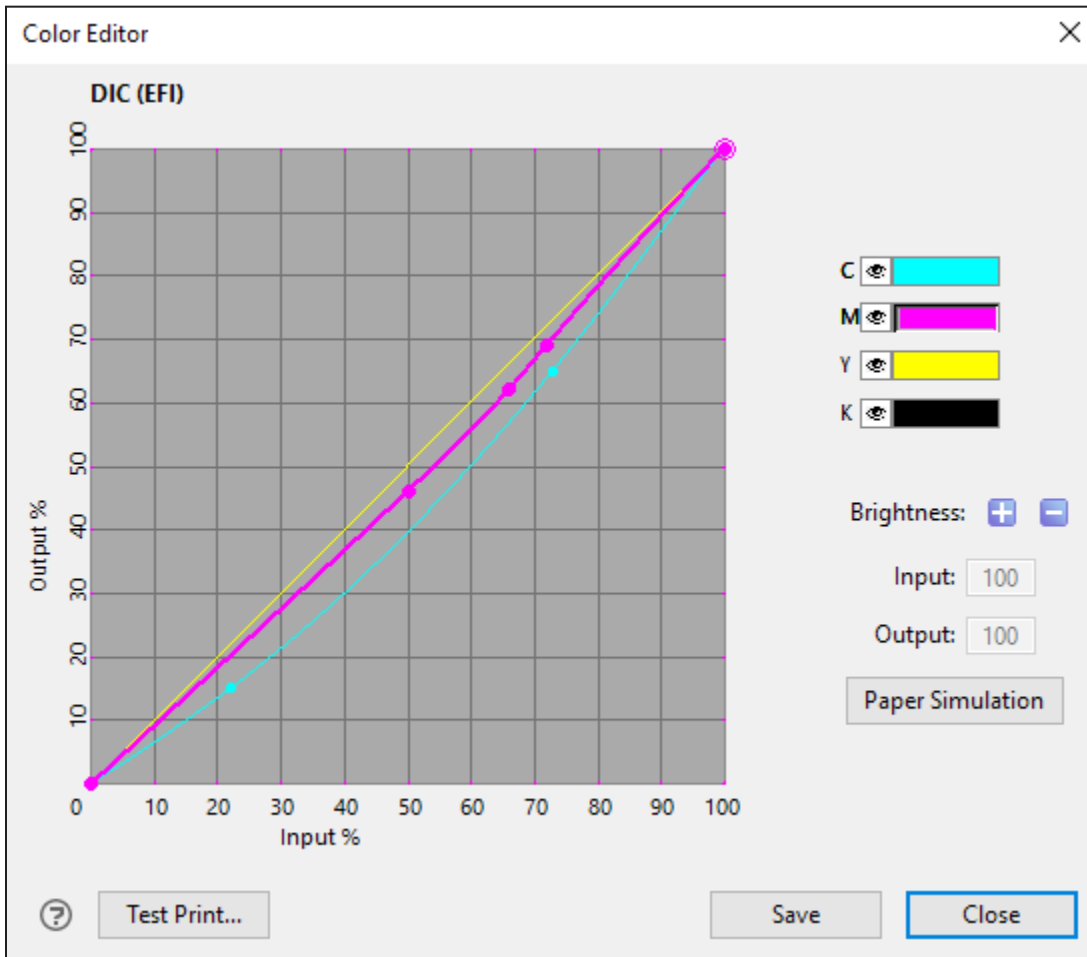 Color Editor
DIC (EFI)
100
90
80
70
60
50
40
30
20
10
Output %
0 10 20 30 40 50 60 70 80 90 100
Input %
C
M
Y
K
Brightness:
Input: 100
Output: 100
Paper Simulation
? Test Print... Save Close